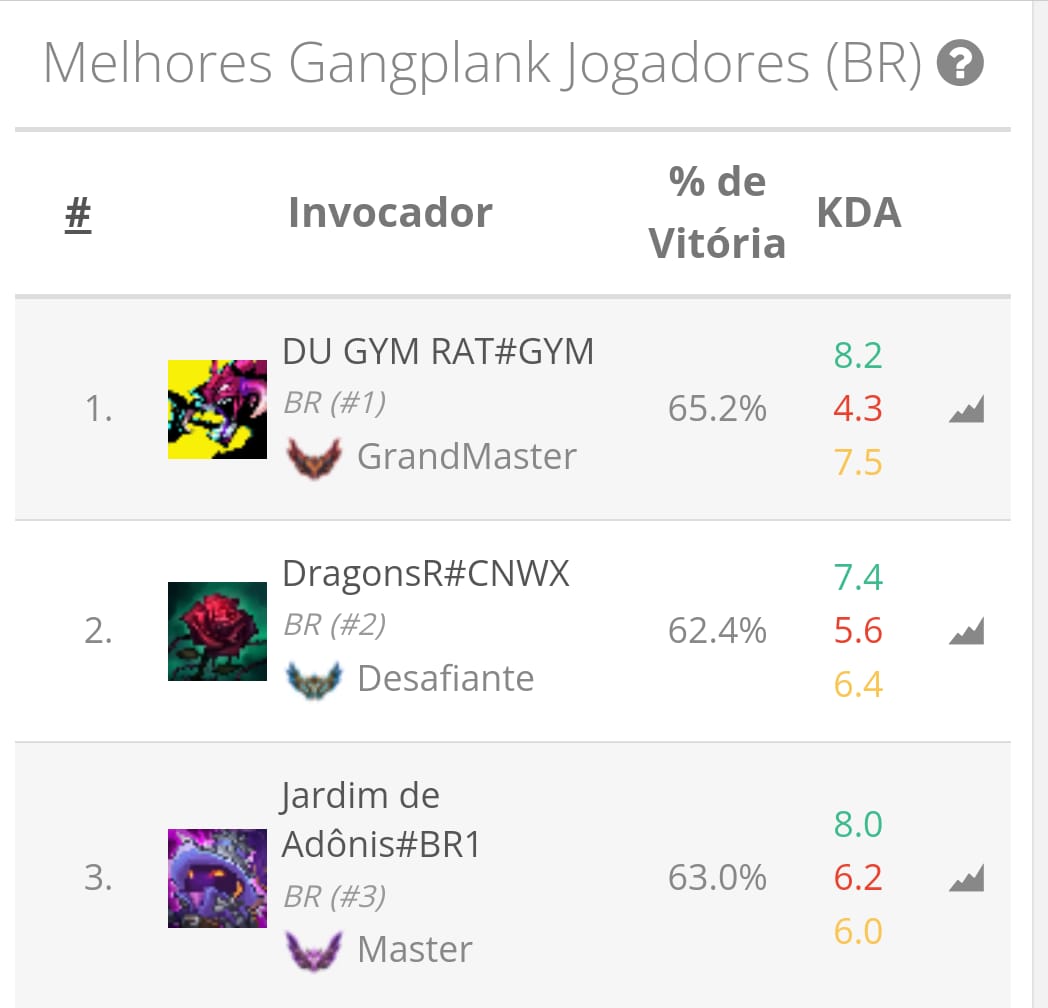 Melhores Gangplank Jogadores (BR) ?
# Invocador % de Vitória KDA
1.
DU GYM RAT#GYM
BR (#1)
GrandMaster
65.2%
8.2
4.3
7.5
2.
DragonsR#CNWX
BR (#2)
Desafiante
62.4%
7.4
5.6
6.4
3.
Jardim de
Adônis#BR1
BR (#3)
Master
63.0%
8.0
6.2
6.0